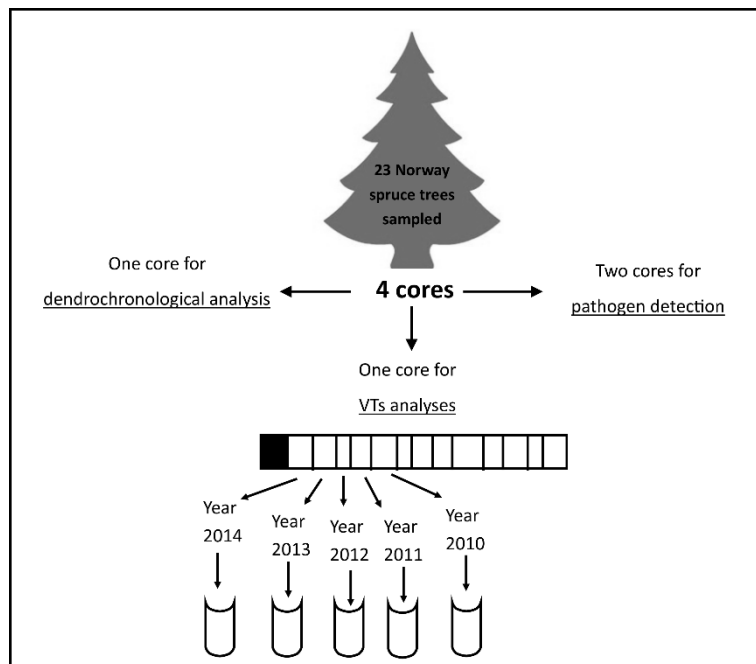 23 Norway
spruce trees
sampled
One core for
dendrochronological analysis
4 cores
Two cores for
pathogen detection
One core for
VTs analyses
Year
2014
Year
2013
Year
2012
Year
2011
Year
2010